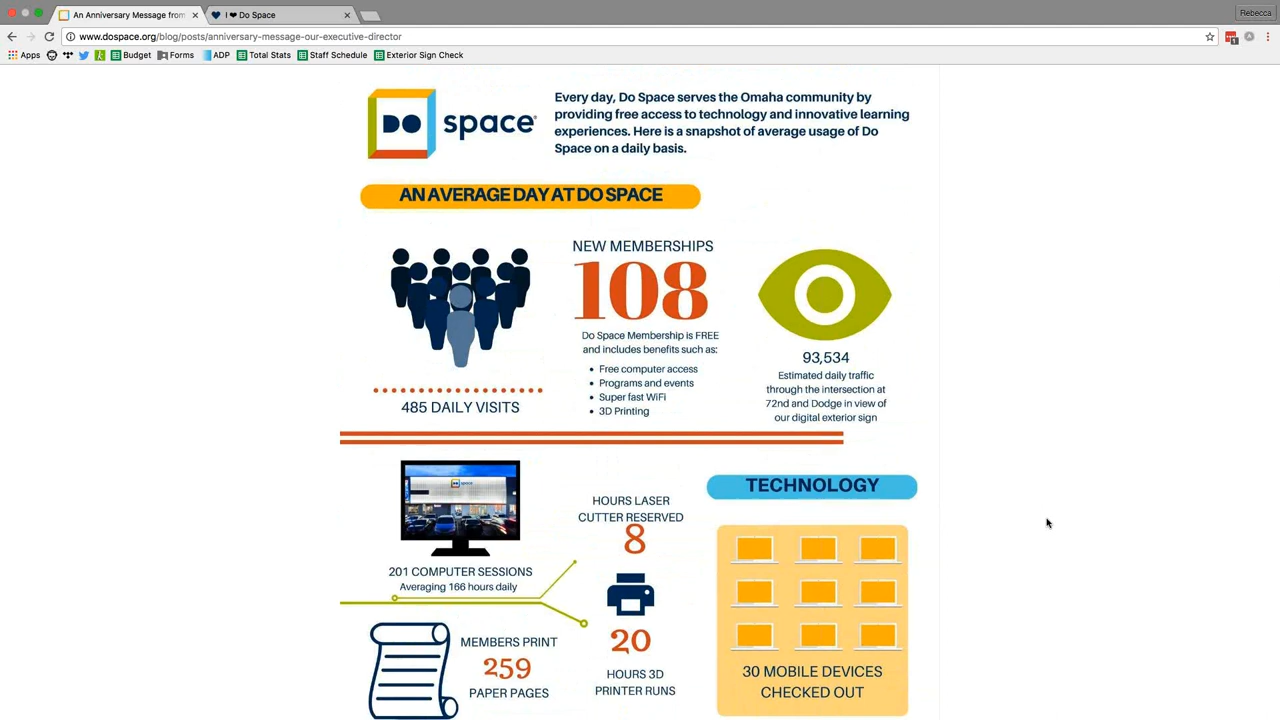 An Anniversary Message from
I ❤ Do Space
Rebecca
www.dospace.org/blog/posts/anniversary-message-our-executive-director
Apps
Budget
Forms
ADP
Total Stats
Staff Schedule
Exterior Sign Check
DO space
Every day, Do Space serves the Omaha community by
providing free access to technology and innovative learning
experiences. Here is a snapshot of average usage of Do
Space on a daily basis.
AN AVERAGE DAY AT DO SPACE
485 DAILY VISITS
NEW MEMBERSHIPS
108
Do Space Membership is FREE
and includes benefits such as:
• Free computer access
• Programs and events
• Super fast WiFi
• 3D Printing
93,534
Estimated daily traffic
through the intersection at
72nd and Dodge in view of
our digital exterior sign
space
201 COMPUTER SESSIONS
Averaging 166 hours daily
HOURS LASER
CUTTER RESERVED
8
MEMBERS PRINT
259
PAPER PAGES
20
HOURS 3D
PRINTER RUNS
TECHNOLOGY
30 MOBILE DEVICES
CHECKED OUT